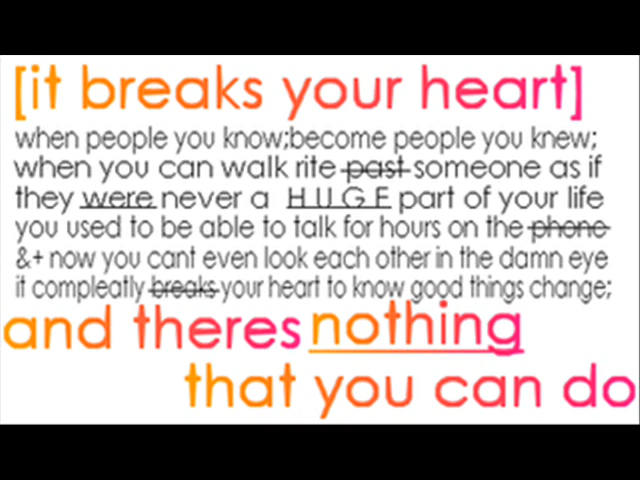 [it breaks your heart]
when people you know;become people you knew;
when you can walk rite past someone as if
they were never a H U G E part of your life
you used to be able to talk for hours on the phone
&+ now you cant even look each other in the damn eye
it compleatly breaks your heart to know good things change;
and theres nothing
that you can do